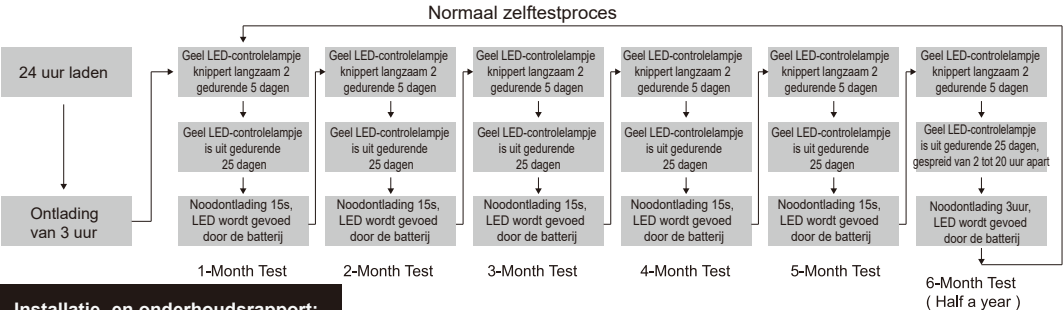 Normaal zelftestproces
24 uur laden
Ontlading
van 3 uur
Geel LED-controlelampje
knippert langzaam 2
gedurende 5 dagen
Geel LED-controlelampje
is uit gedurende
25 dagen
Noodontlading 15s,
LED wordt gevoed
door de batterij
1-Month Test
Geel LED-controlelampje
knippert langzaam 2
gedurende 5 dagen
Geel LED-controlelampje
is uit gedurende
25 dagen
Noodontlading 15s,
LED wordt gevoed
door de batterij
2-Month Test
Geel LED-controlelampje
knippert langzaam 2
gedurende 5 dagen
Geel LED-controlelampje
is uit gedurende
25 dagen
Noodontlading 15s,
LED wordt gevoed
door de batterij
3-Month Test
Geel LED-controlelampje
knippert langzaam 2
gedurende 5 dagen
Geel LED-controlelampje
is uit gedurende
25 dagen
Noodontlading 15s,
LED wordt gevoed
door de batterij
4-Month Test
Geel LED-controlelampje
knippert langzaam 2
gedurende 5 dagen
Geel LED-controlelampje
is uit gedurende
25 dagen
Noodontlading 15s,
LED wordt gevoed
door de batterij
5-Month Test
Geel LED-controlelampje
knippert langzaam 2
gedurende 5 dagen
Geel LED-controlelampje
is uit gedurende 25 dagen,
gespreid van 2 tot 20 uur apart
Noodontlading 3uur,
LED wordt gevoed
door de batterij
6-Month Test
( Half a year )
Installatie- en onderhoudsrapport: